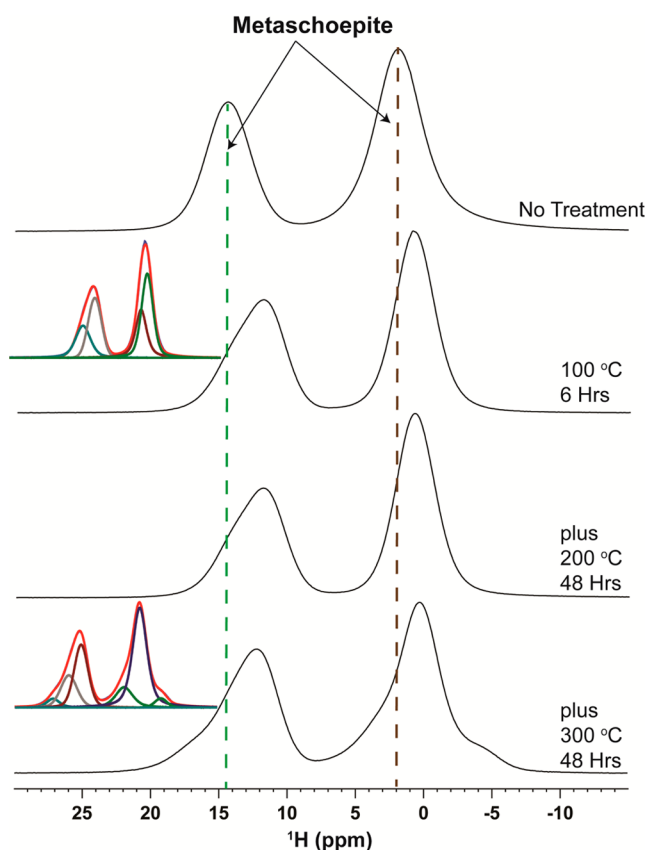 Metaschoepite
No Treatment
100 °C
6 Hrs
plus
200 °C
48 Hrs
plus
300 °C
48 Hrs
25 20 15 10 5 0 -5 -10
¹H (ppm)